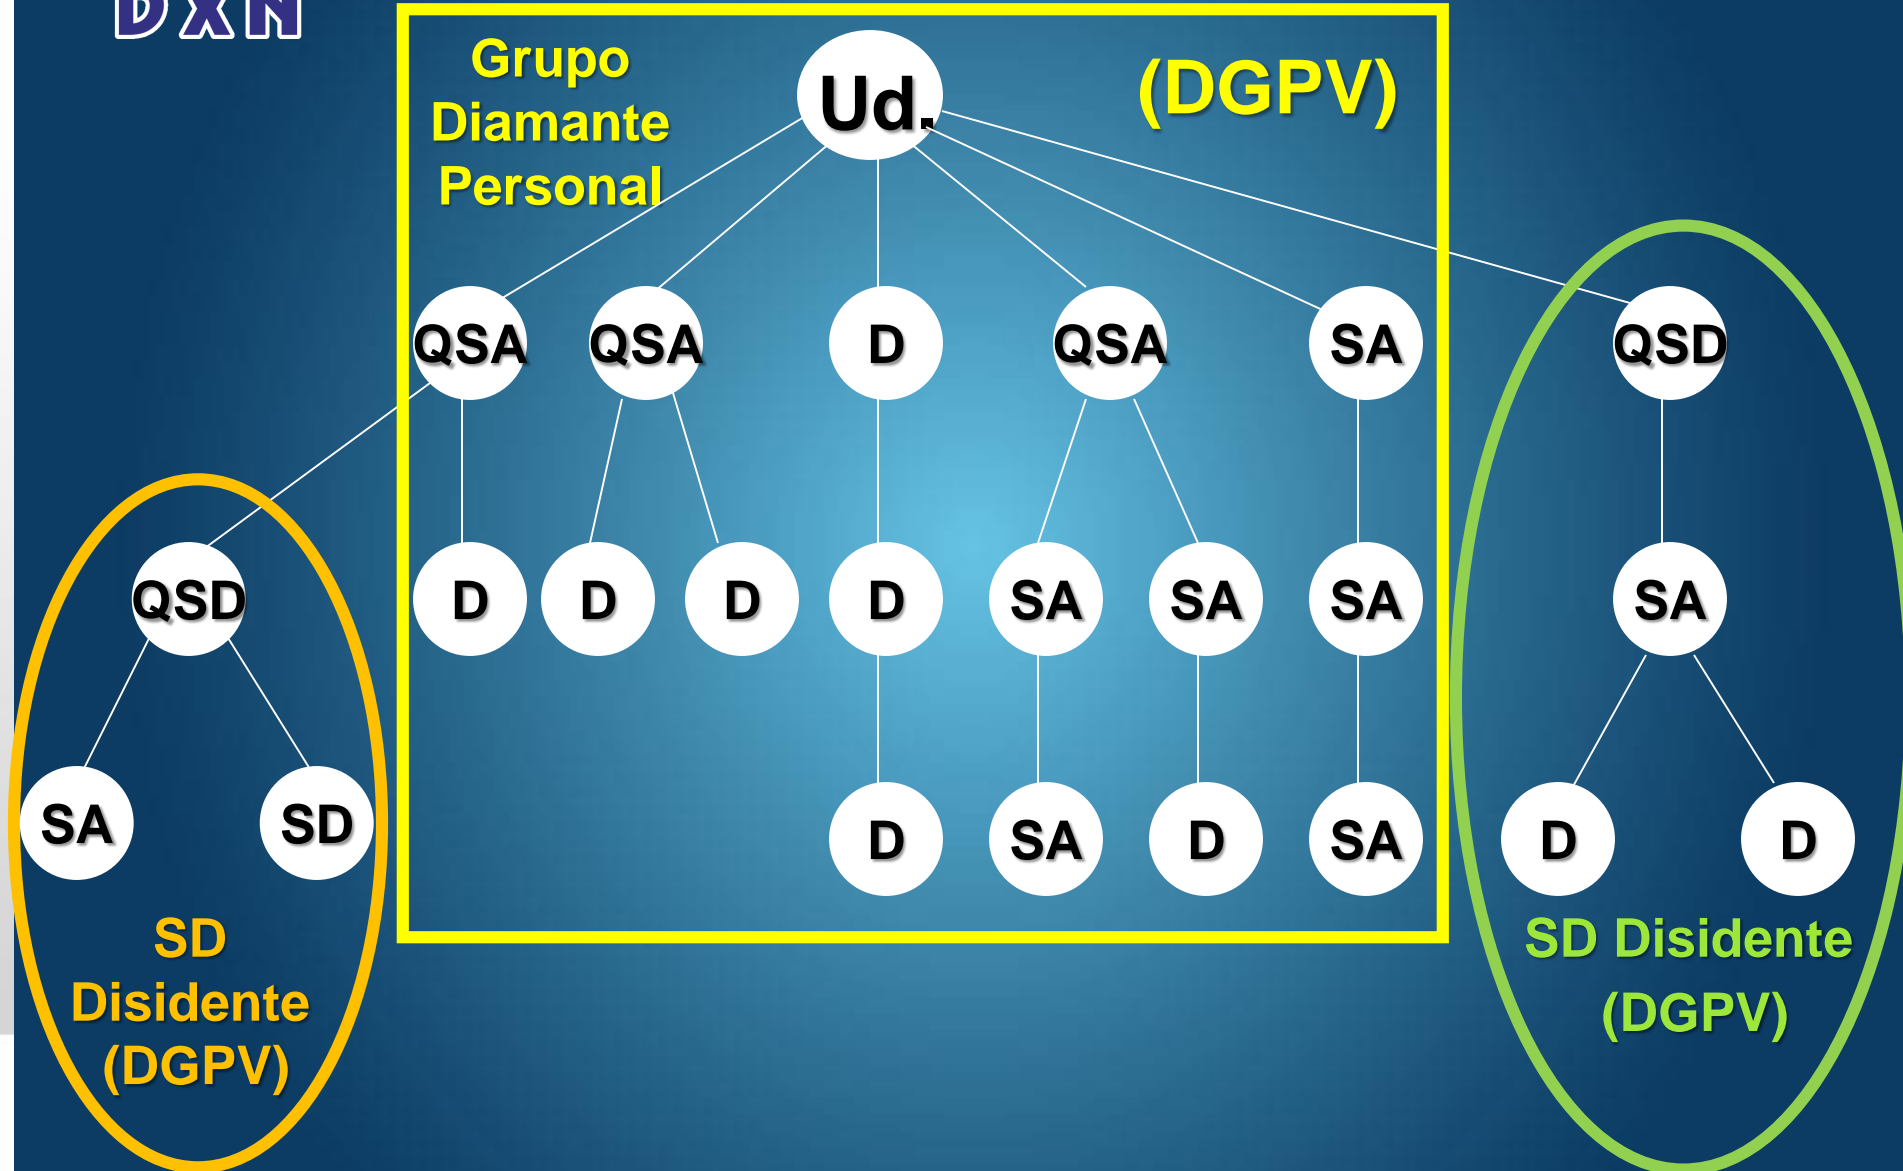 DXN
Grupo
Diamante
Personal
Ud.
(DGPV)
QSA QSA D QSA SA QSD
QSD D D D D SA SA SA SA
SA SD D SA D SA D D
SD
Disidente
(DGPV)
SD Disidente
(DGPV)